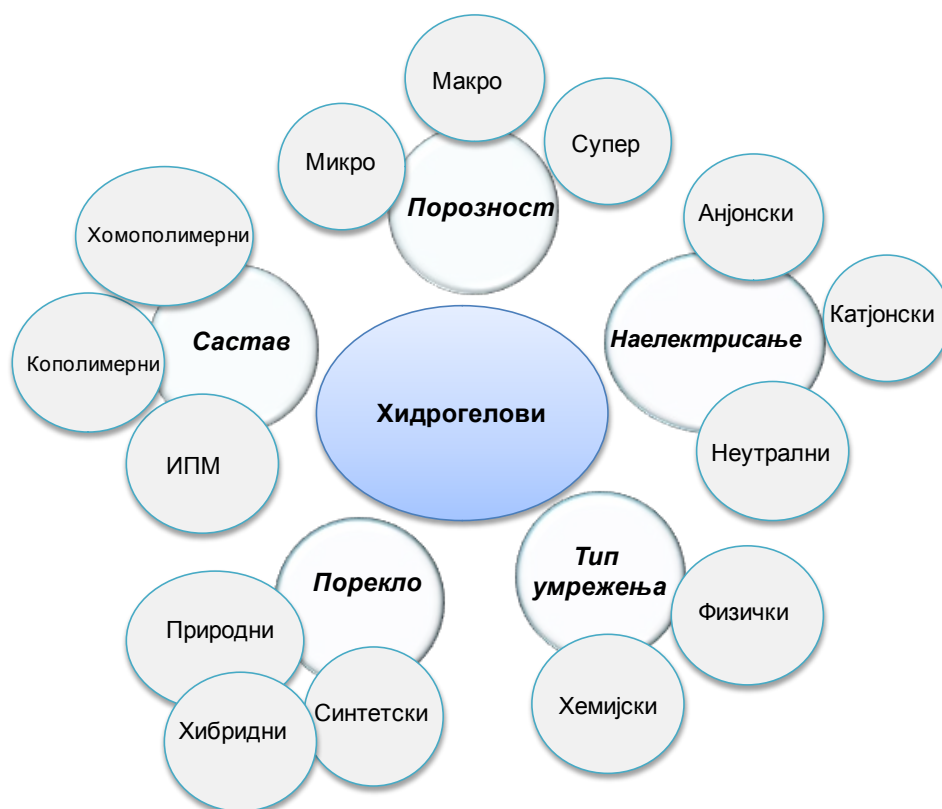 Макро
Супер
Микро
Порозност
Анјонски
Хомополимерни
Катјонски
Састав
Наелектрисање
Кополимерни
Хидрогелови
Неутрални
ИПМ
Тип
умрежења
Порекло
Физички
Природни
Хемијски
Синтетски
Хибридни